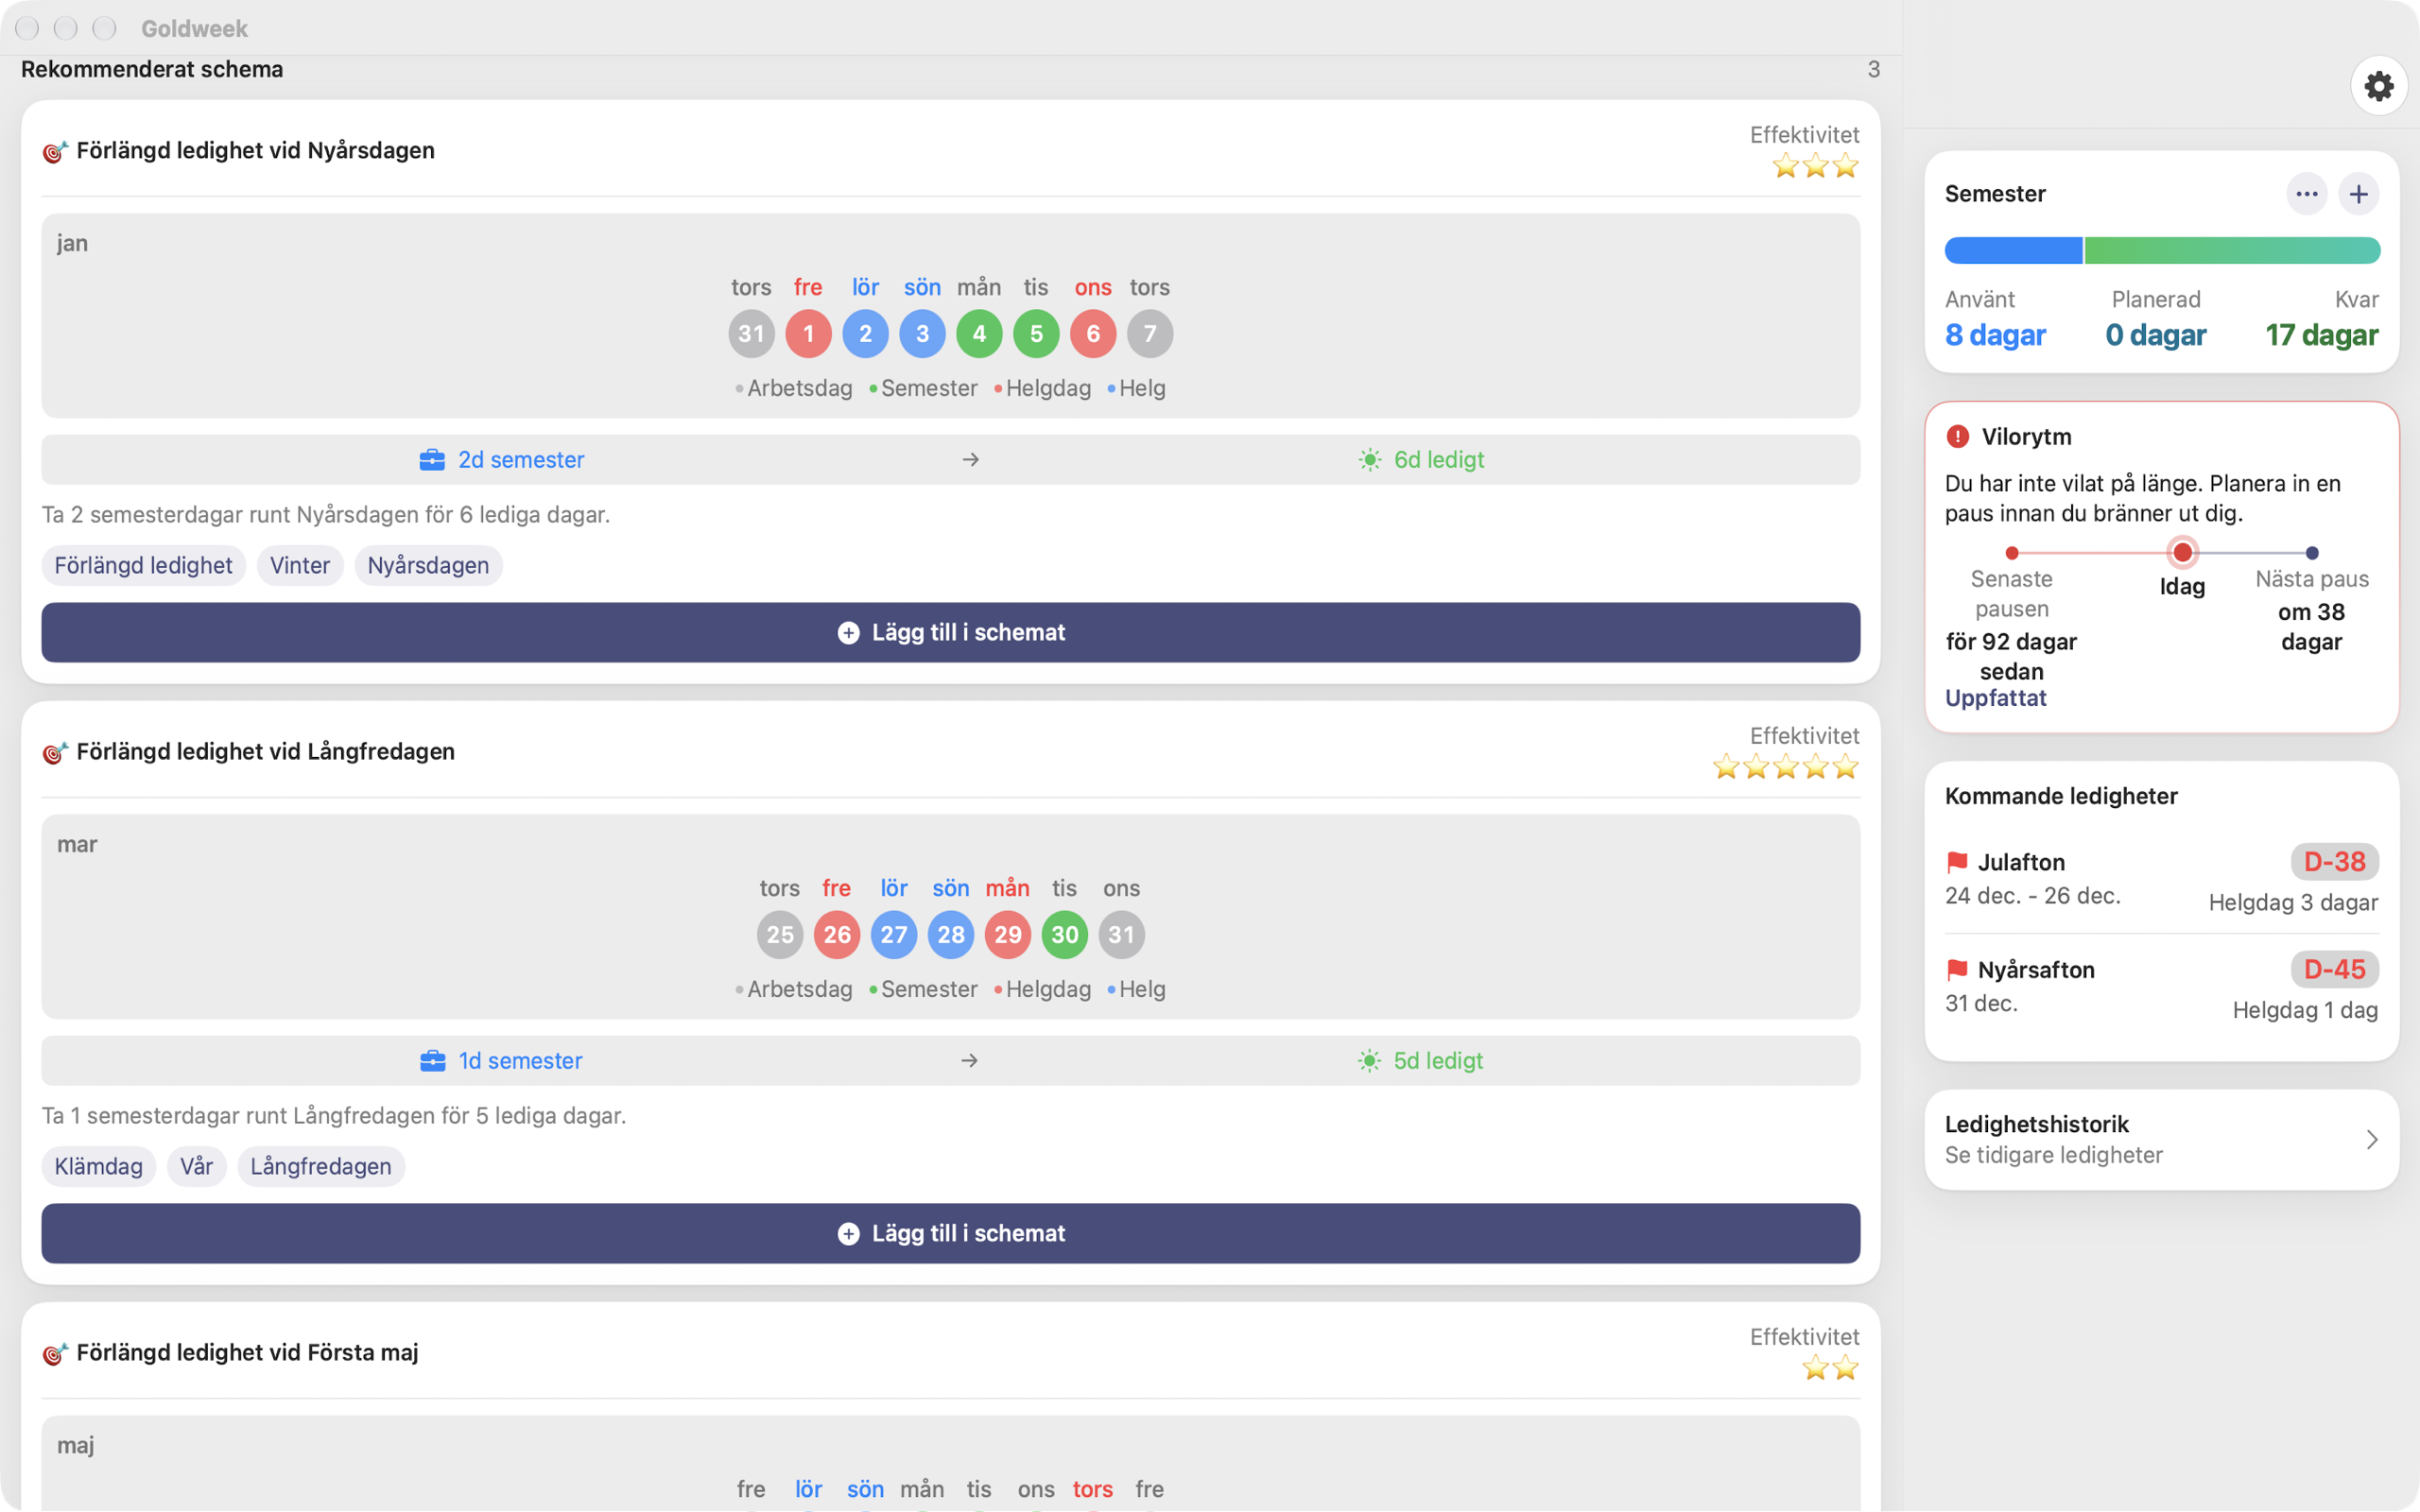 Goldweek
Rekommenderat schema
3
Förlängd ledighet vid Nyårsdagen
Effektivitet
jan
tors fre lör sön mån tis ons tors
31 1 2 3 4 5 6 7
Arbetsdag Semester Helgdag Helg
2d semester → 6d ledigt
Ta 2 semesterdagar runt Nyårsdagen för 6 lediga dagar.
Förlängd ledighet Vinter Nyårsdagen
Lägg till i schemat
Förlängd ledighet vid Långfredagen
Effektivitet
mar
tors fre lör sön mån tis ons
25 26 27 28 29 30 31
Arbetsdag Semester Helgdag Helg
1d semester → 5d ledigt
Ta 1 semesterdagar runt Långfredagen för 5 lediga dagar.
Klämdag Vår Långfredagen
Lägg till i schemat
Förlängd ledighet vid Första maj
Effektivitet
maj
fre lör sön mån tis ons tors fre
Semester
Använt Planerad Kvar
8 dagar 0 dagar 17 dagar
Vilorytm
Du har inte vilat på länge. Planera in en
paus innan du bränner ut dig.
Senaste
pausen
för 92 dagar
sedan
Idag
Nästa paus
om 38
dagar
Uppfattat
Kommande ledigheter
Julafton D-38
24 dec. - 26 dec. Helgdag 3 dagar
Nyårsafton D-45
31 dec. Helgdag 1 dag
Ledighetshistorik
Se tidigare ledigheter